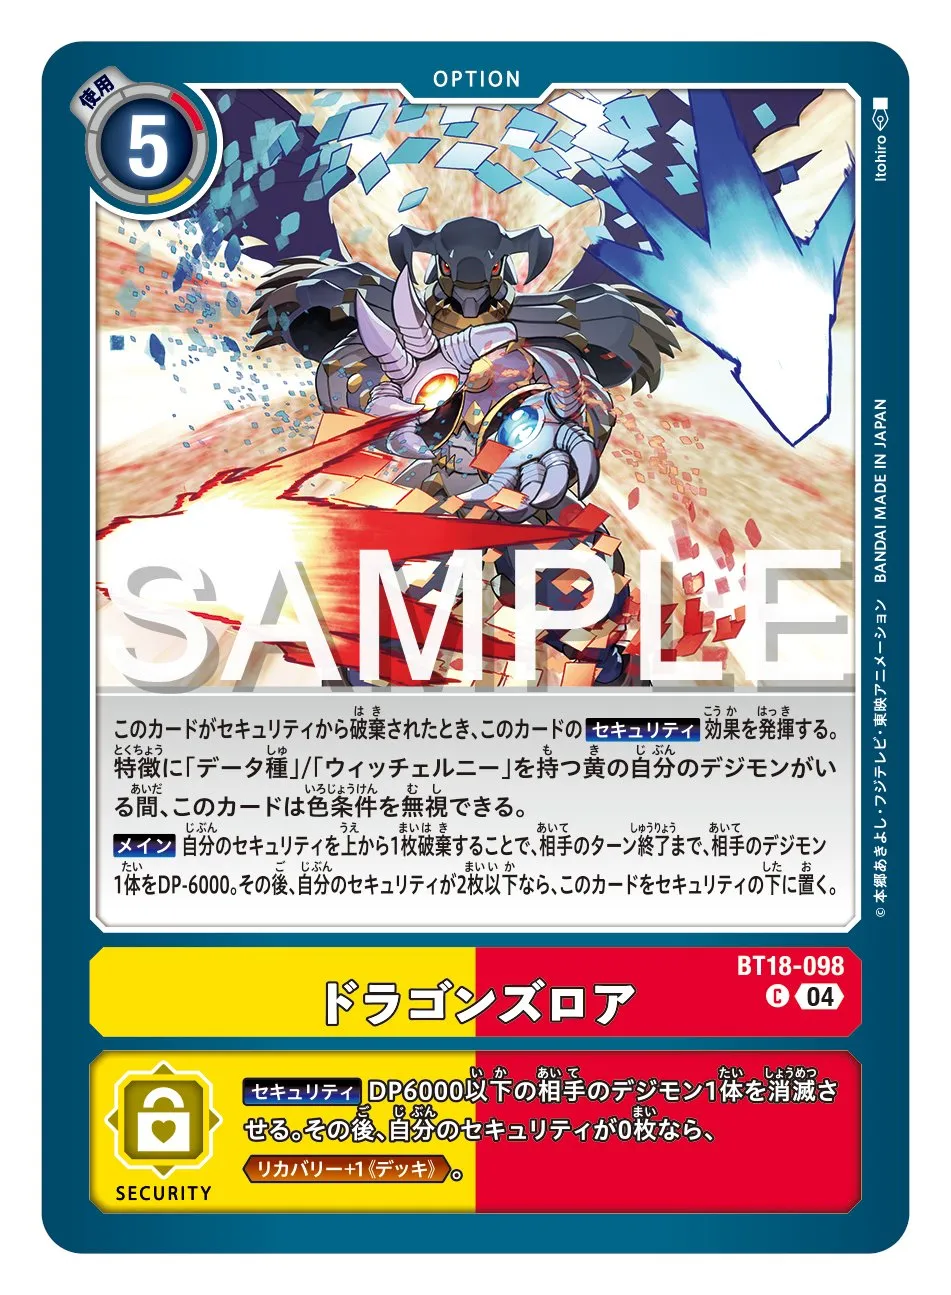 OPTION
使用
5
Itohiro
SAMPLE
このカードがセキュリティから破棄されたとき、このカードの セキュリティ 効果を発揮する。
特徴に「データ種」/「ウィッチェルニー」を持つ黄の自分のデジモンがい
る間、このカードは色条件を無視できる。
メイン 自分のセキュリティを上から1枚破棄することで、相手のターン終了まで、相手のデジモン
1体をDP-6000。その後、自分のセキュリティが2枚以下なら、このカードをセキュリティの下に置く。
©本郷あきよし・フジテレビ・東映アニメーション BANDAI MADE IN JAPAN
BT18-098
C 04
ドラゴンズロア
セキュリティ DP6000以下の相手のデジモン1体を消滅さ
せる。その後、自分のセキュリティが0枚なら、
リカバリー+1《デッキ》。
SECURITY